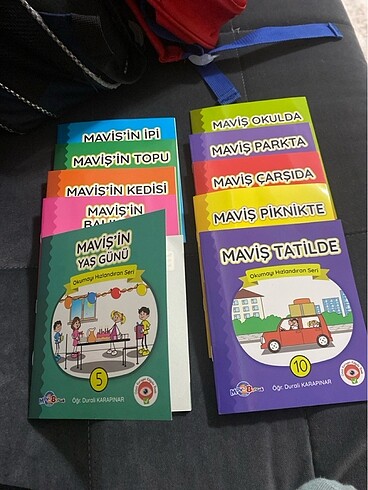 MAVİŞ'İN İPİ
MAVİŞ'İN TOPU
MAVİŞ'İN KEDİSİ
MAVİŞ'İN
MAVİŞ'İN
YAŞ GÜNÜ
Okumayı Hızlandıran Seri
5
Öğr. Durali KARAPINAR
MAVİŞ OKULDA
MAVİŞ PARKTA
MAVİŞ ÇARŞIDA
MAVİŞ PİKNİKTE
MAVİŞ TATİLDE
Okumayı Hızlandıran Seri
10
Öğr. Durali KARAPINAR